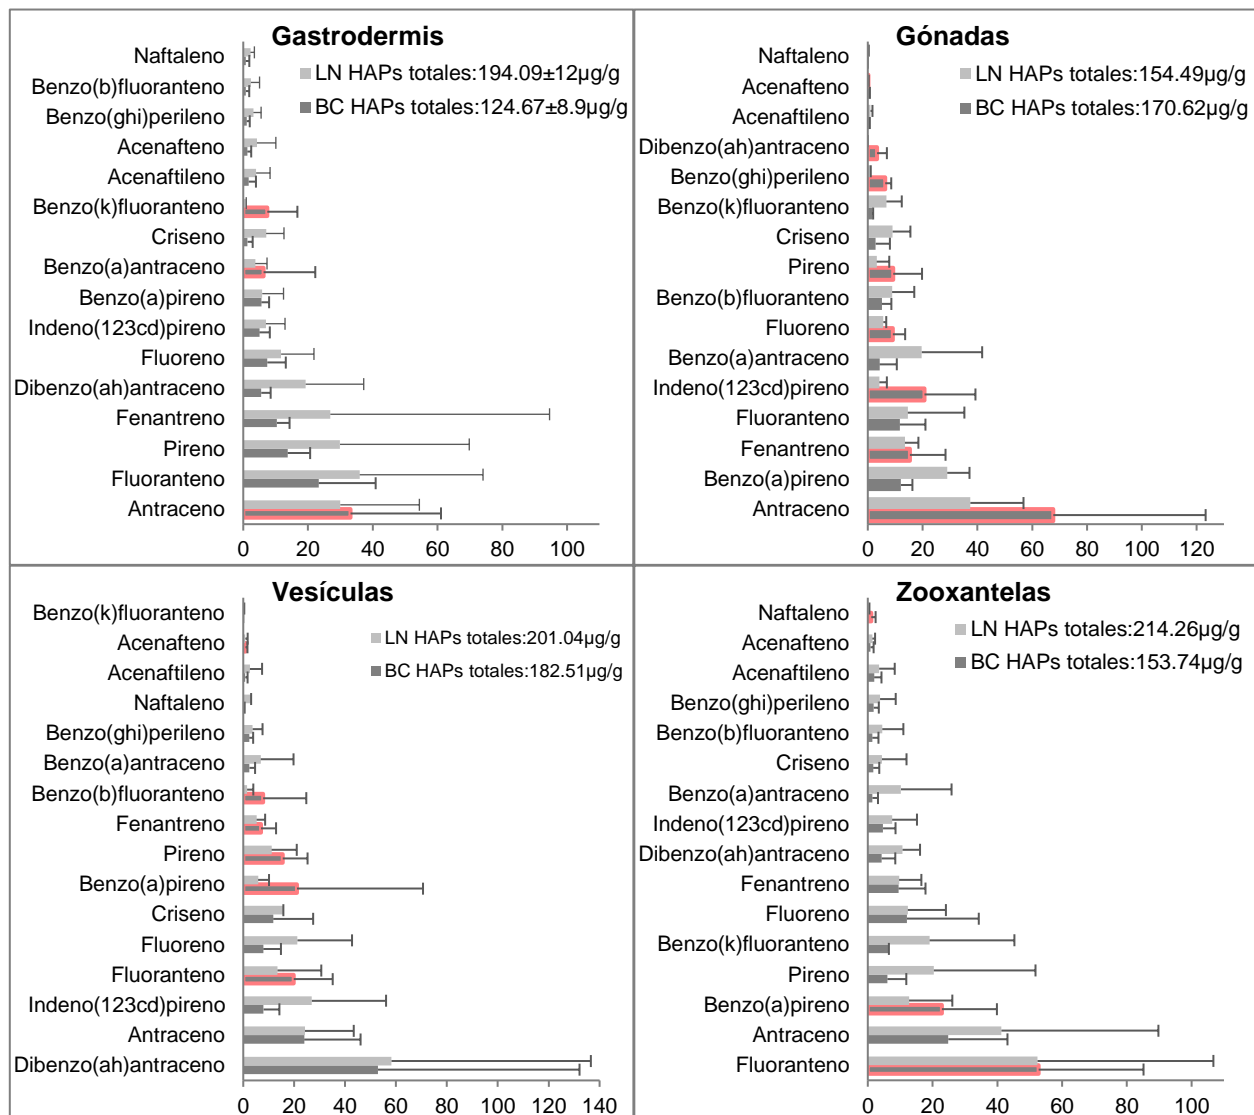 Gastrodermis
LN HAPs totales:194.09±12µg/g
BC HAPs totales:124.67±8.9µg/g
Naftaleno
Benzo(b)fluoranteno
Benzo(ghi)perileno
Acenafteno
Acenaftileno
Benzo(k)fluoranteno
Criseno
Benzo(a)antraceno
Benzo(a)pireno
Indeno(123cd)pireno
Fluoreno
Dibenzo(ah)antraceno
Fenantreno
Pireno
Fluoranteno
Antraceno
0 20 40 60 80 100
Gónadas
LN HAPs totales:154.49µg/g
BC HAPs totales:170.62µg/g
Naftaleno
Acenafteno
Acenaftileno
Dibenzo(ah)antraceno
Benzo(ghi)perileno
Benzo(k)fluoranteno
Criseno
Pireno
Benzo(b)fluoranteno
Fluoreno
Benzo(a)antraceno
Indeno(123cd)pireno
Fluoranteno
Fenantreno
Benzo(a)pireno
Antraceno
0 20 40 60 80 100 120
Vesículas
LN HAPs totales:201.04µg/g
BC HAPs totales:182.51µg/g
Benzo(k)fluoranteno
Acenafteno
Acenaftileno
Naftaleno
Benzo(ghi)perileno
Benzo(a)antraceno
Benzo(b)fluoranteno
Fenantreno
Pireno
Benzo(a)pireno
Criseno
Fluoreno
Fluoranteno
Indeno(123cd)pireno
Antraceno
Dibenzo(ah)antraceno
0 20 40 60 80 100 120 140
Zooxantelas
LN HAPs totales:214.26µg/g
BC HAPs totales:153.74µg/g
Naftaleno
Acenafteno
Acenaftileno
Benzo(ghi)perileno
Benzo(b)fluoranteno
Criseno
Benzo(a)antraceno
Indeno(123cd)pireno
Dibenzo(ah)antraceno
Fenantreno
Fluoreno
Benzo(k)fluoranteno
Pireno
Benzo(a)pireno
Antraceno
Fluoranteno
0 20 40 60 80 100